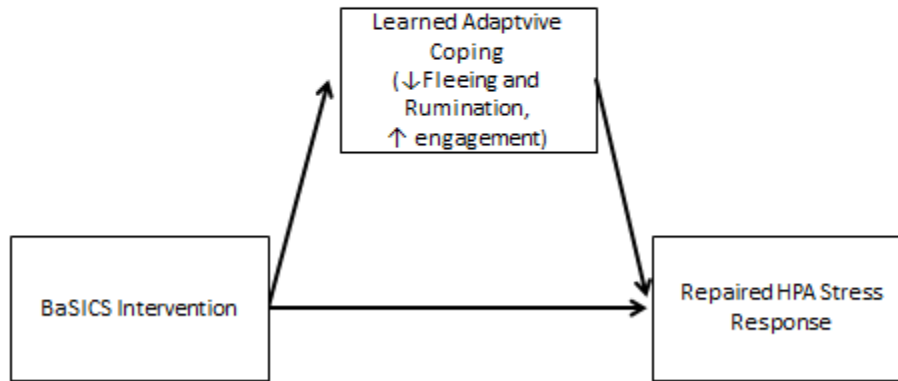 Learned Adaptvive
Coping
(↓Fleeing and
Rumination,
↑ engagement)
BaSICS Intervention
Repaired HPA Stress
Response